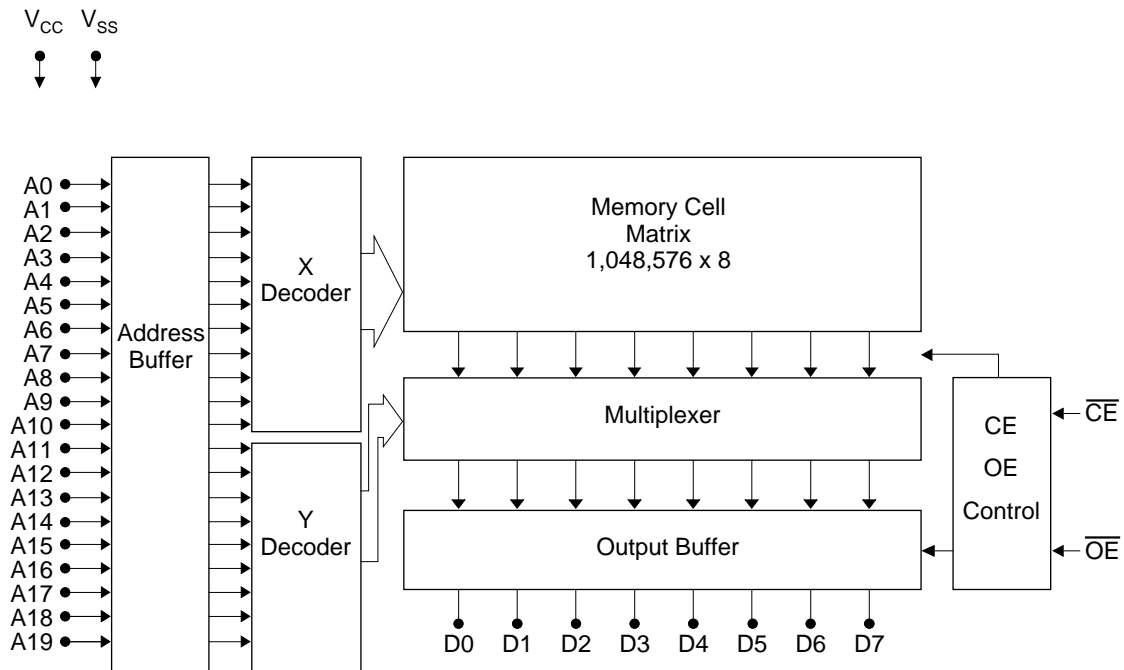 VCC VSS
A0
A1
A2
A3
A4
A5
A6
A7
A8
A9
A10
A11
A12
A13
A14
A15
A16
A17
A18
A19
Address
Buffer
X
Decoder
Y
Decoder
Memory Cell
Matrix
1,048,576 x 8
Multiplexer
Output Buffer
D0 D1 D2 D3 D4 D5 D6 D7
CE
OE
Control
C̅E̅
O̅E̅